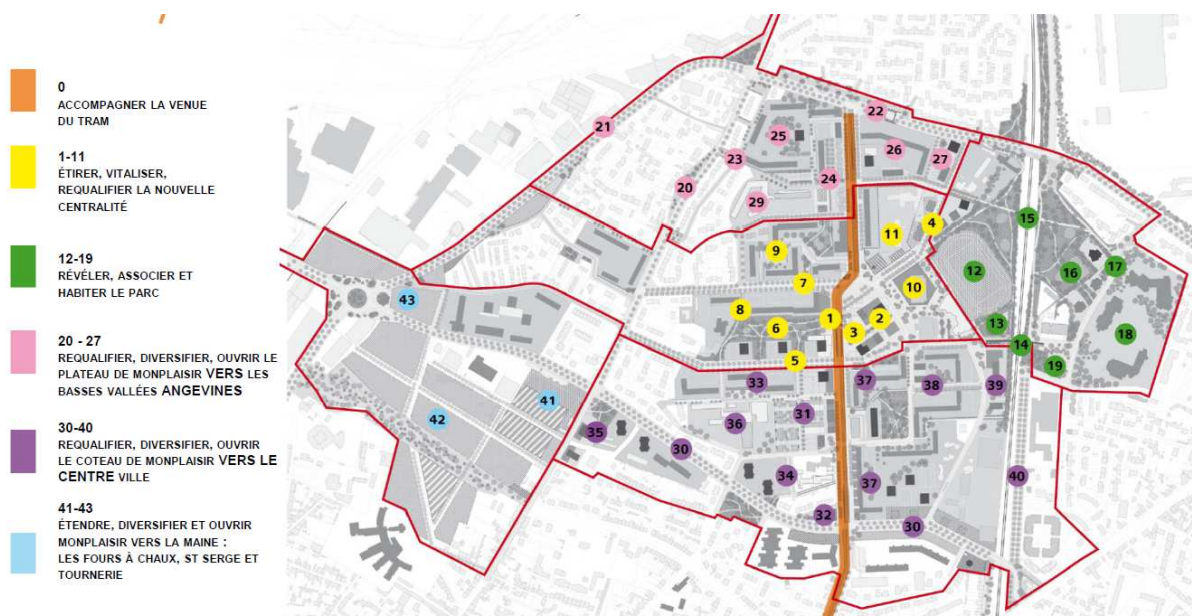 0
ACCOMPAGNER LA VENUE
DU TRAM
1-11
ÉTIRER, VITALISER,
REQUALIFIER LA NOUVELLE
CENTRALITÉ
12-19
RÉVÉLER, ASSOCIER ET
HABITER LE PARC
20 - 27
REQUALIFIER, DIVERSIFIER, OUVRIR LE
PLATEAU DE MONPLAISIR VERS LES
BASSES VALLÉES ANGEVINES
30-40
REQUALIFIER, DIVERSIFIER, OUVRIR
LE COTEAU DE MONPLAISIR VERS LE
CENTRE VILLE
41-43
ÉTENDRE, DIVERSIFIER ET OUVRIR
MONPLAISIR VERS LA MAINE :
LES FOURS À CHAUX, ST SERGE ET
TOURNERIE
22
21
25
26
27
23
24
20
29
4
15
11
9
12
16
17
7
10
43
8
1
2
6
3
13
18
14
5
19
33
37
38
39
41
31
42
36
35
30
34
37
40
32
30